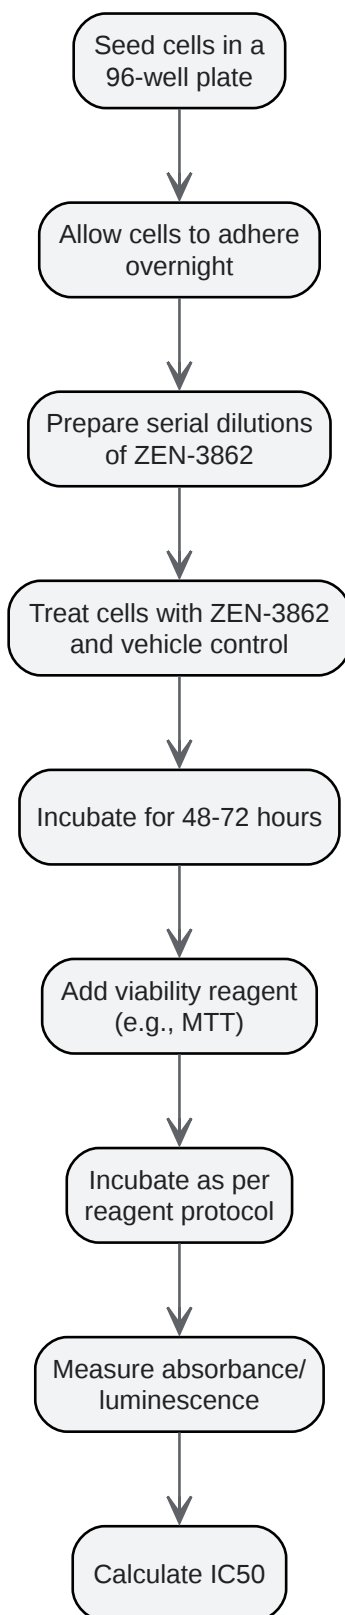 Seed cells in a
96-well plate
Allow cells to adhere
overnight
Prepare serial dilutions
of ZEN-3862
Treat cells with ZEN-3862
and vehicle control
Incubate for 48-72 hours
Add viability reagent
(e.g., MTT)
Incubate as per
reagent protocol
Measure absorbance/
luminescence
Calculate IC50